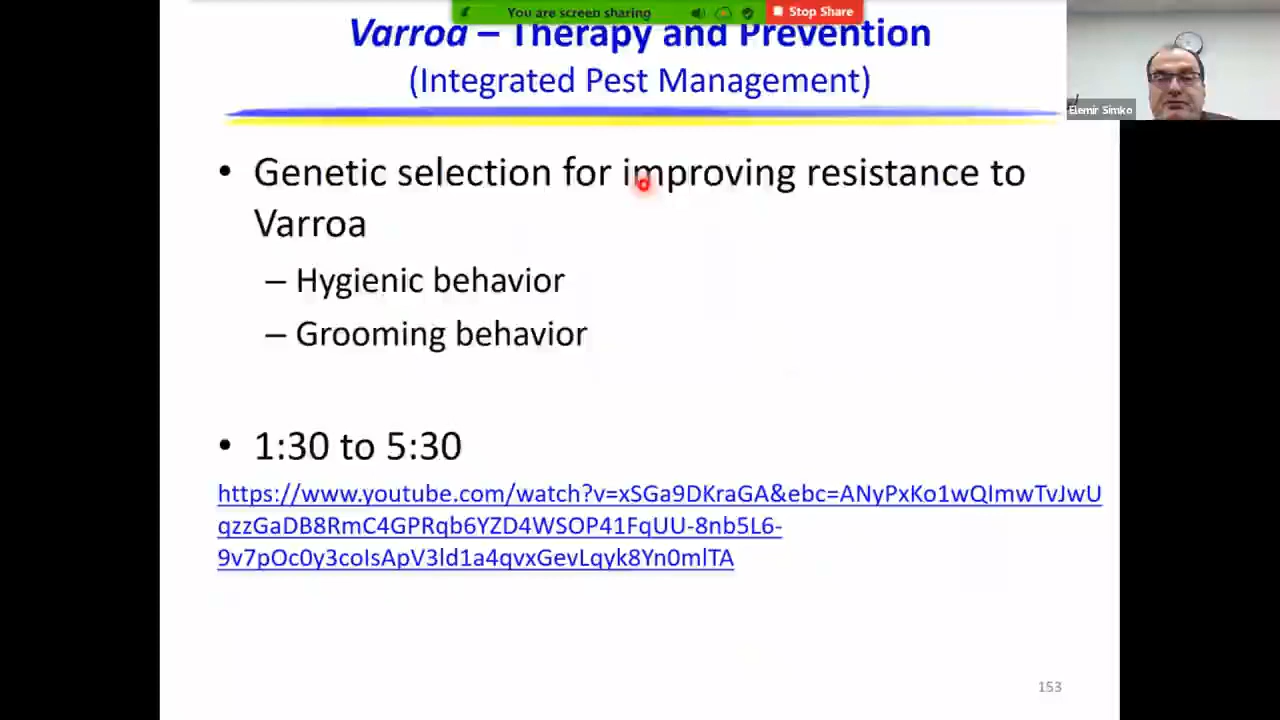 You are screen sharing
Stop Share
Varroa – Therapy and Prevention
(Integrated Pest Management)
Elemir Simko
• Genetic selection for improving resistance to
Varroa
– Hygienic behavior
– Grooming behavior
• 1:30 to 5:30
https://www.youtube.com/watch?v=xSGa9DKraGA&ebc=ANyPxKo1wQImwTvJwU
qzzGaDB8RmC4GPRqb6YZD4WSOP41FqUU-8nb5L6-
9v7pOc0y3coIsApV3ld1a4qvxGevLqyk8Yn0mlTA
153